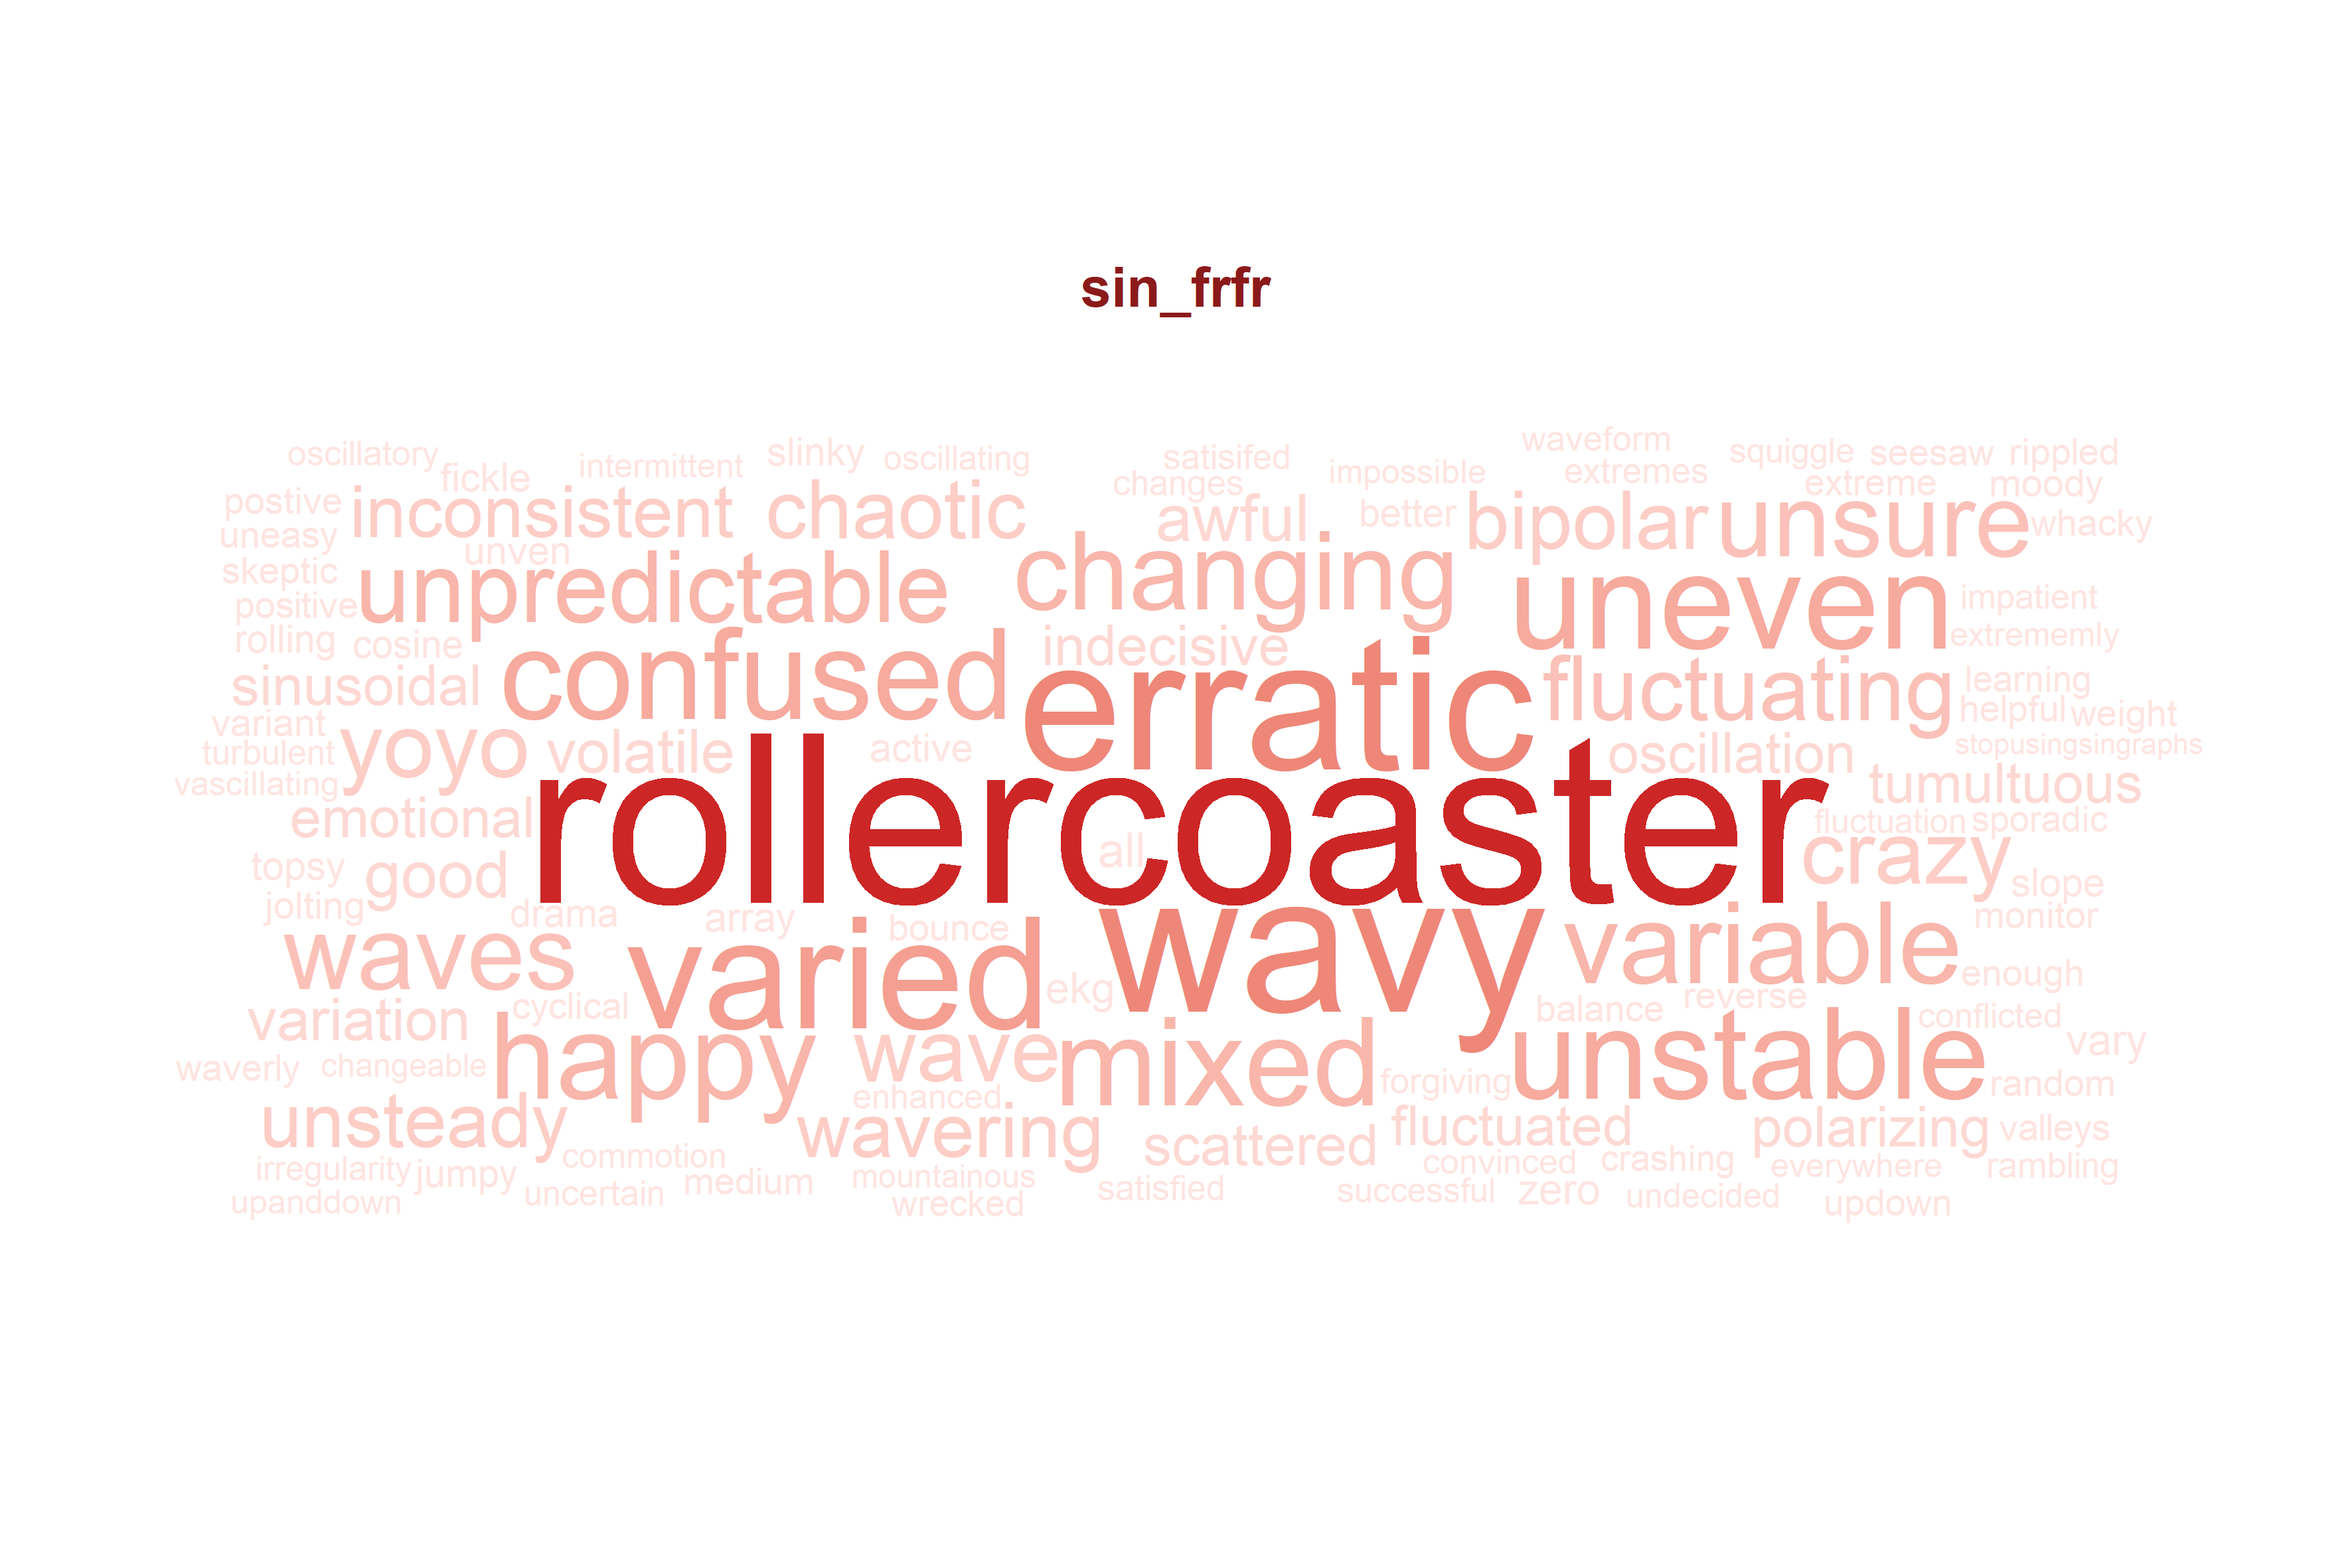 sin_frfr
oscillatory fickle intermittent slinky oscillating satisifed changes impossible waveform extremes squiggle seesaw rippled
postive inconsistent chaotic awful better bipolar extreme moody unsure whacky
uneasy unven
skeptic unpredictable changing uneven impatient
positive
rolling cosine confused indecisive extrememly
sinusoidal erratic fluctuating learning
variant helpful weight
turbulent yoyo volatile active oscillation stopusingsingraphs
vascillating tumultuous
emotional rollercoaster fluctuation sporadic
topsy good all crazy slope
jolting drama array bounce monitor
waves varied wavy variable enough
variation cyclical ekg balance reverse conflicted
waverly changeable happy wave mixed forgiving unstable vary
enhanced random
unsteady wavering scattered fluctuated polarizing valleys
irregularity jumpy commotion medium mountainous convinced crashing everywhere rambling
upanddown uncertain wrecked satisfied successful zero undecided updown